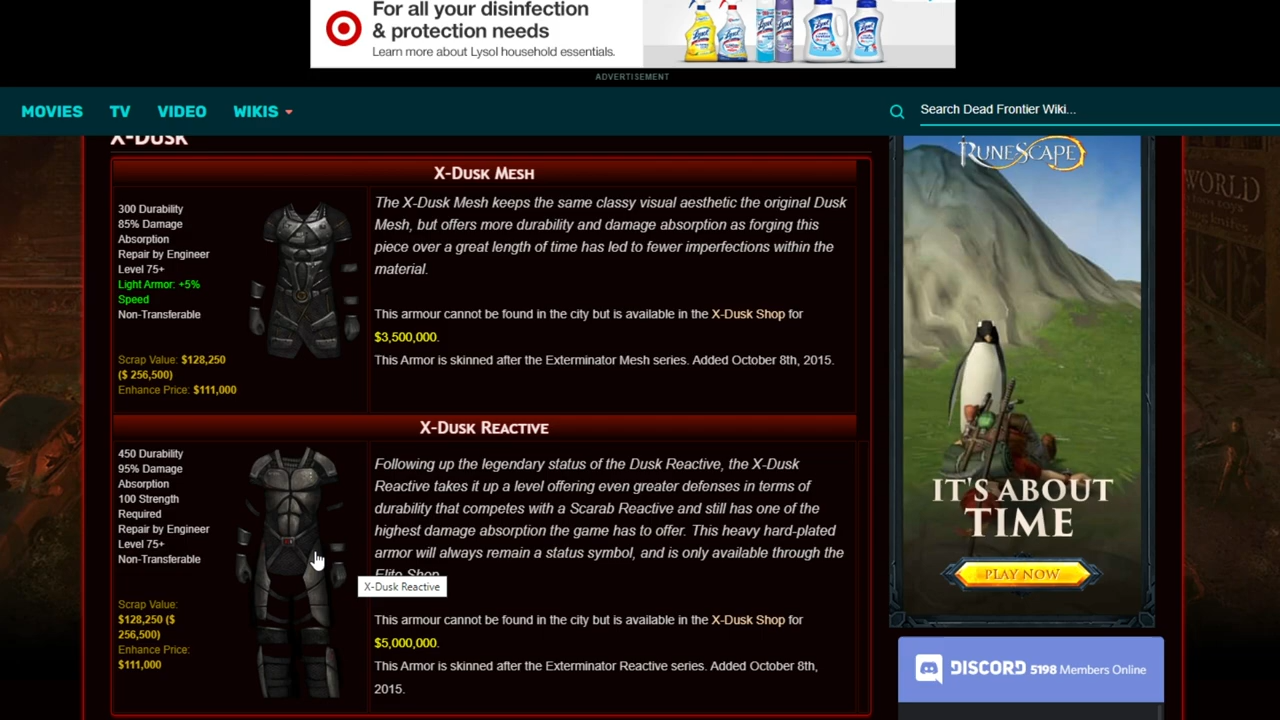 For all your disinfection
& protection needs
Learn more about Lysol household essentials.
Lysol
Lysol
Lysol
Lysol
ADVERTISEMENT
MOVIES TV VIDEO WIKIS
Search Dead Frontier Wiki...
X-DUSK
X-DUSK MESH
300 Durability
85% Damage
Absorption
Repair by Engineer
Level 75+
Light Armor: +5%
Speed
Non-Transferable
Scrap Value: $128,250
($ 256,500)
Enhance Price: $111,000
The X-Dusk Mesh keeps the same classy visual aesthetic the original Dusk
Mesh, but offers more durability and damage absorption as forging this
piece over a great length of time has led to fewer imperfections within the
material.
This armour cannot be found in the city but is available in the X-Dusk Shop for
$3,500,000.
This Armor is skinned after the Exterminator Mesh series. Added October 8th, 2015.
X-DUSK REACTIVE
450 Durability
95% Damage
Absorption
100 Strength
Required
Repair by Engineer
Level 75+
Non-Transferable
Scrap Value:
$128,250 ($
256,500)
Enhance Price:
$111,000
Following up the legendary status of the Dusk Reactive, the X-Dusk
Reactive takes it up a level offering even greater defenses in terms of
durability that competes with a Scarab Reactive and still has one of the
highest damage absorption the game has to offer. This heavy hard-plated
armor will always remain a status symbol, and is only available through the
Elite Shop
X-Dusk Reactive
This armour cannot be found in the city but is available in the X-Dusk Shop for
$5,000,000.
This Armor is skinned after the Exterminator Reactive series. Added October 8th,
2015.
RUNESCAPE
IT'S ABOUT
TIME
PLAY NOW
DISCORD 5198 Members Online
WORLD